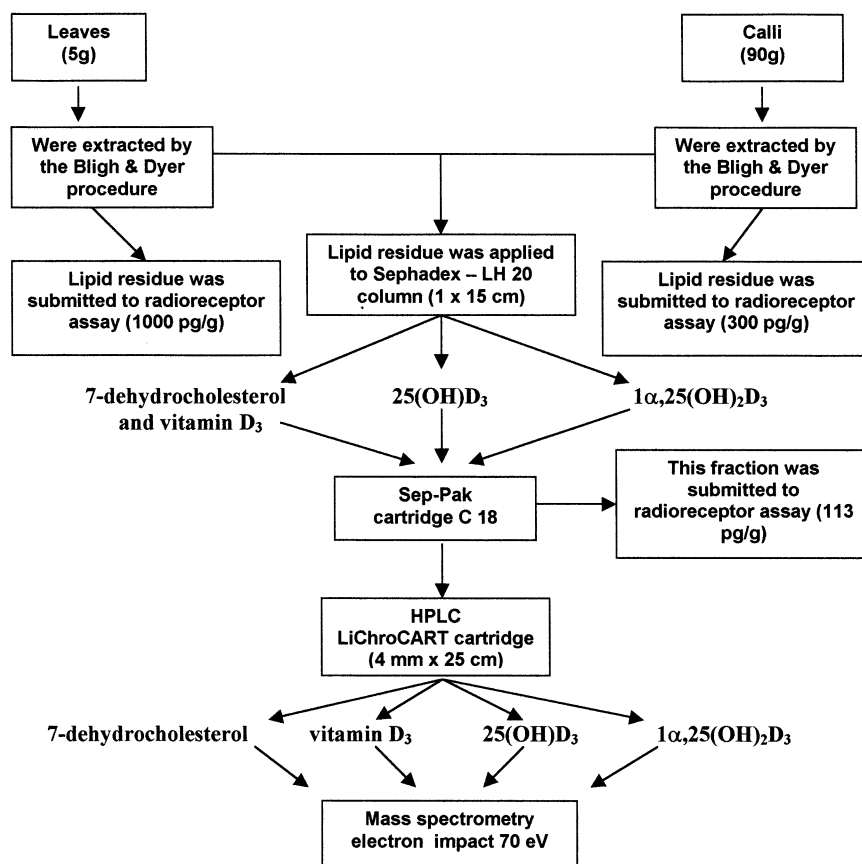 Leaves
(5g)
Calli
(90g)
Were extracted by
the Bligh & Dyer
procedure
Were extracted by
the Bligh & Dyer
procedure
Lipid residue was
submitted to radioreceptor
assay (1000 pg/g)
Lipid residue was applied
to Sephadex – LH 20
column (1 x 15 cm)
Lipid residue was
submitted to radioreceptor
assay (300 pg/g)
7-dehydrocholesterol
and vitamin D₃
25(OH)D₃
1α,25(OH)₂D₃
Sep-Pak
cartridge C 18
This fraction was
submitted to
radioreceptor assay (113
pg/g)
HPLC
LiChroCART cartridge
(4 mm x 25 cm)
7-dehydrocholesterol
vitamin D₃
25(OH)D₃
1α,25(OH)₂D₃
Mass spectrometry
electron impact 70 eV